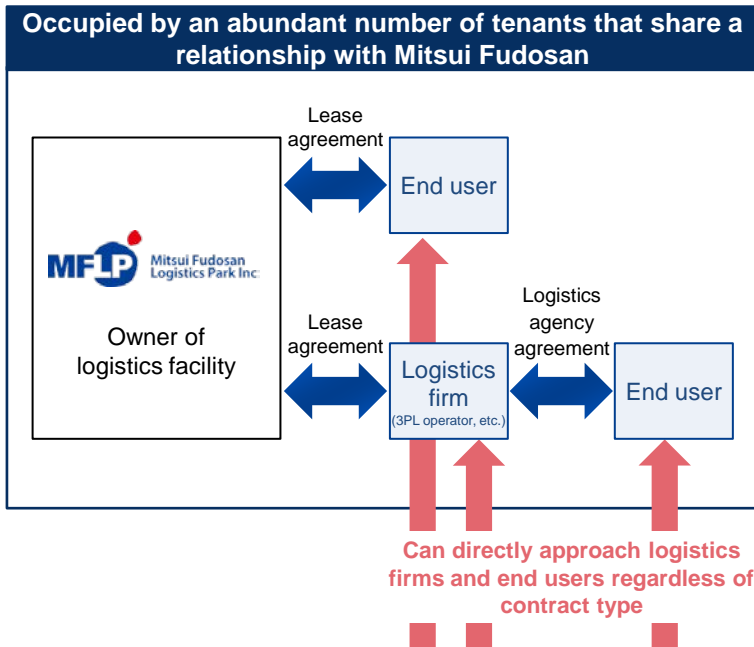 Occupied by an abundant number of tenants that share a
relationship with Mitsui Fudosan
Lease
agreement
End user
MFLP
Mitsui Fudosan
Logistics Park Inc
Owner of
logistics facility
Lease
agreement
Logistics
firm
(3PL operator, etc.)
Logistics
agency
agreement
End user
Can directly approach logistics
firms and end users regardless of
contract type